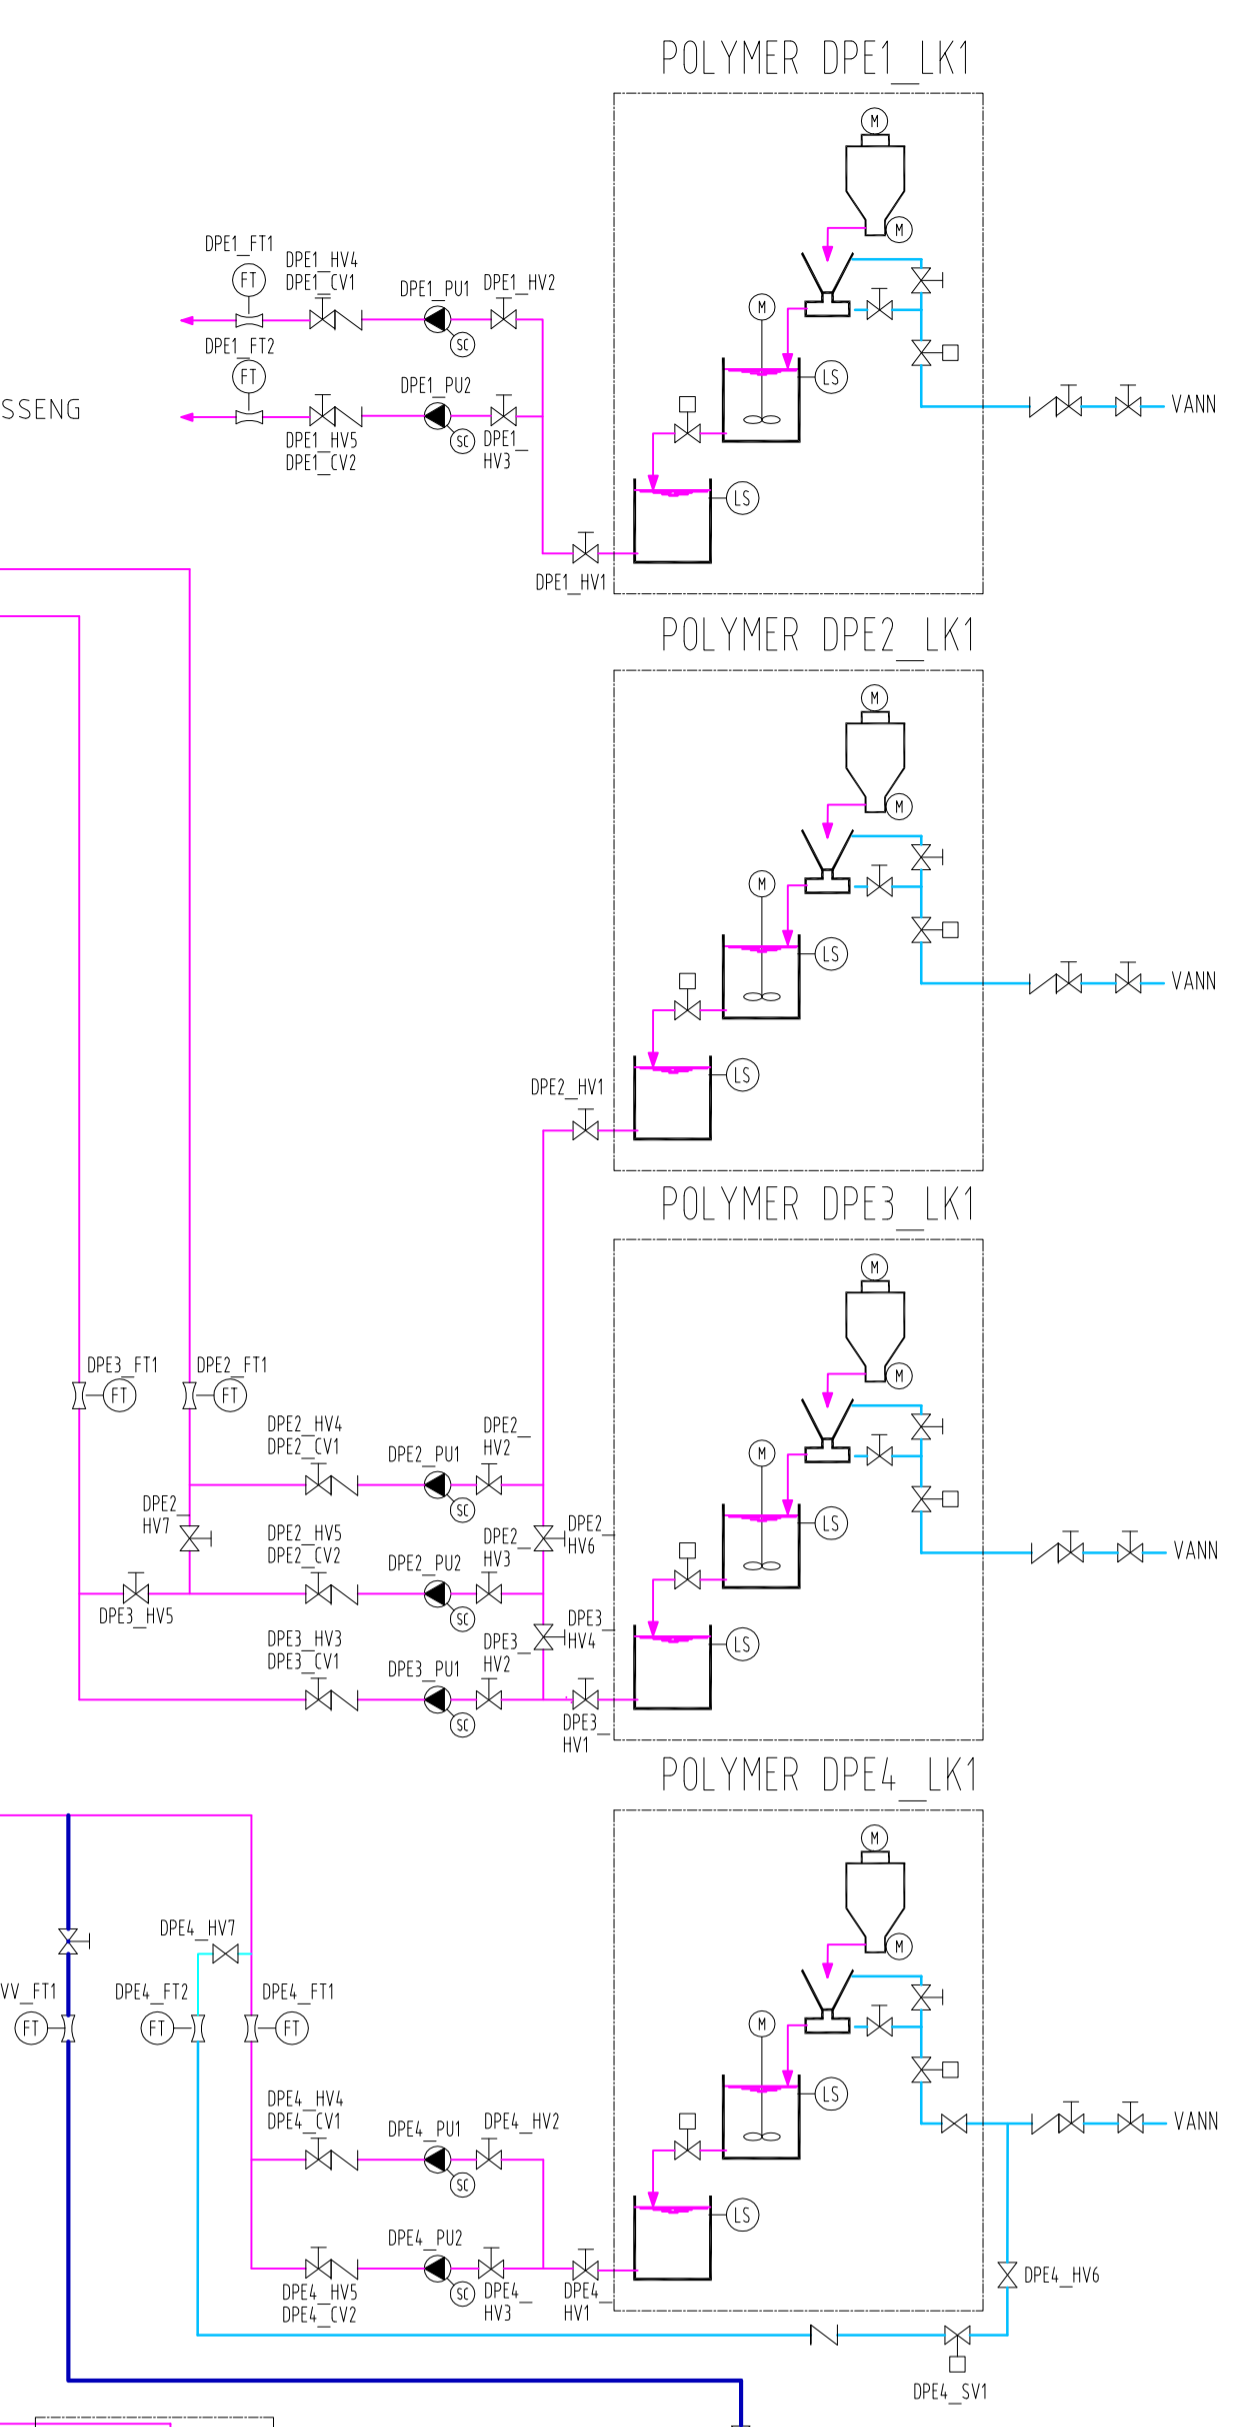 POLYMER DPE1_LK1
M
M
DPE1_FT1
FT
DPE1_HV4
DPE1_CV1
DPE1_PU1
DPE1_HV2
SC
M
DPE1_FT2
FT
DPE1_PU2
LS
SSENG
VANN
DPE1_HV5
DPE1_CV2
SC
DPE1_
HV3
LS
DPE1_HV1
POLYMER DPE2_LK1
M
M
M
LS
VANN
DPE2_HV1
LS
POLYMER DPE3_LK1
M
M
DPE3_FT1
FT
DPE2_FT1
FT
DPE2_HV4
DPE2_CV1
DPE2_PU1
DPE2_
HV2
M
SC
DPE2_
HV7
DPE2_HV5
DPE2_CV2
DPE2_PU2
DPE2_
HV3
DPE2_
HV6
LS
VANN
SC
DPE3_HV5
DPE3_HV3
DPE3_CV1
DPE3_PU1
DPE3_
HV2
DPE3_
HV4
LS
SC
DPE3_
HV1
POLYMER DPE4_LK1
M
M
DPE4_HV7
VV_FT1
FT
DPE4_FT2
FT
DPE4_FT1
FT
M
DPE4_HV4
DPE4_CV1
DPE4_PU1
DPE4_HV2
LS
VANN
SC
LS
DPE4_PU2
DPE4_HV5
DPE4_CV2
SC
DPE4_
HV3
DPE4_
HV1
DPE4_HV6
DPE4_SV1